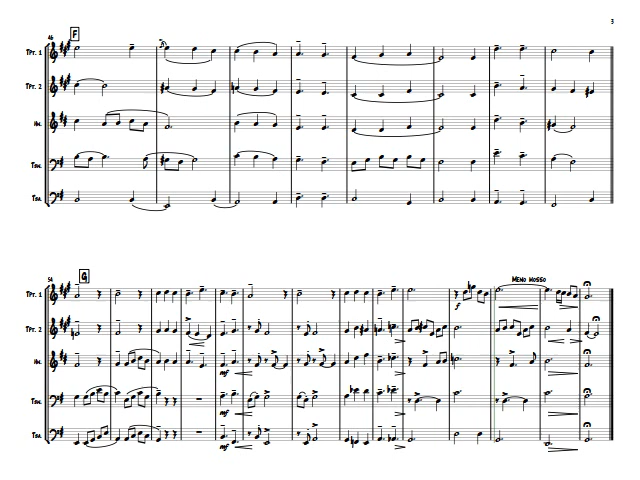 3
46
F
Tpt. 1
Tpt. 2
Hn.
Tbn.
Tba.
54
G
Meno mosso
Tpt. 1
f
Tpt. 2
Hn.
mf
Tbn.
mf
Tba.
mf